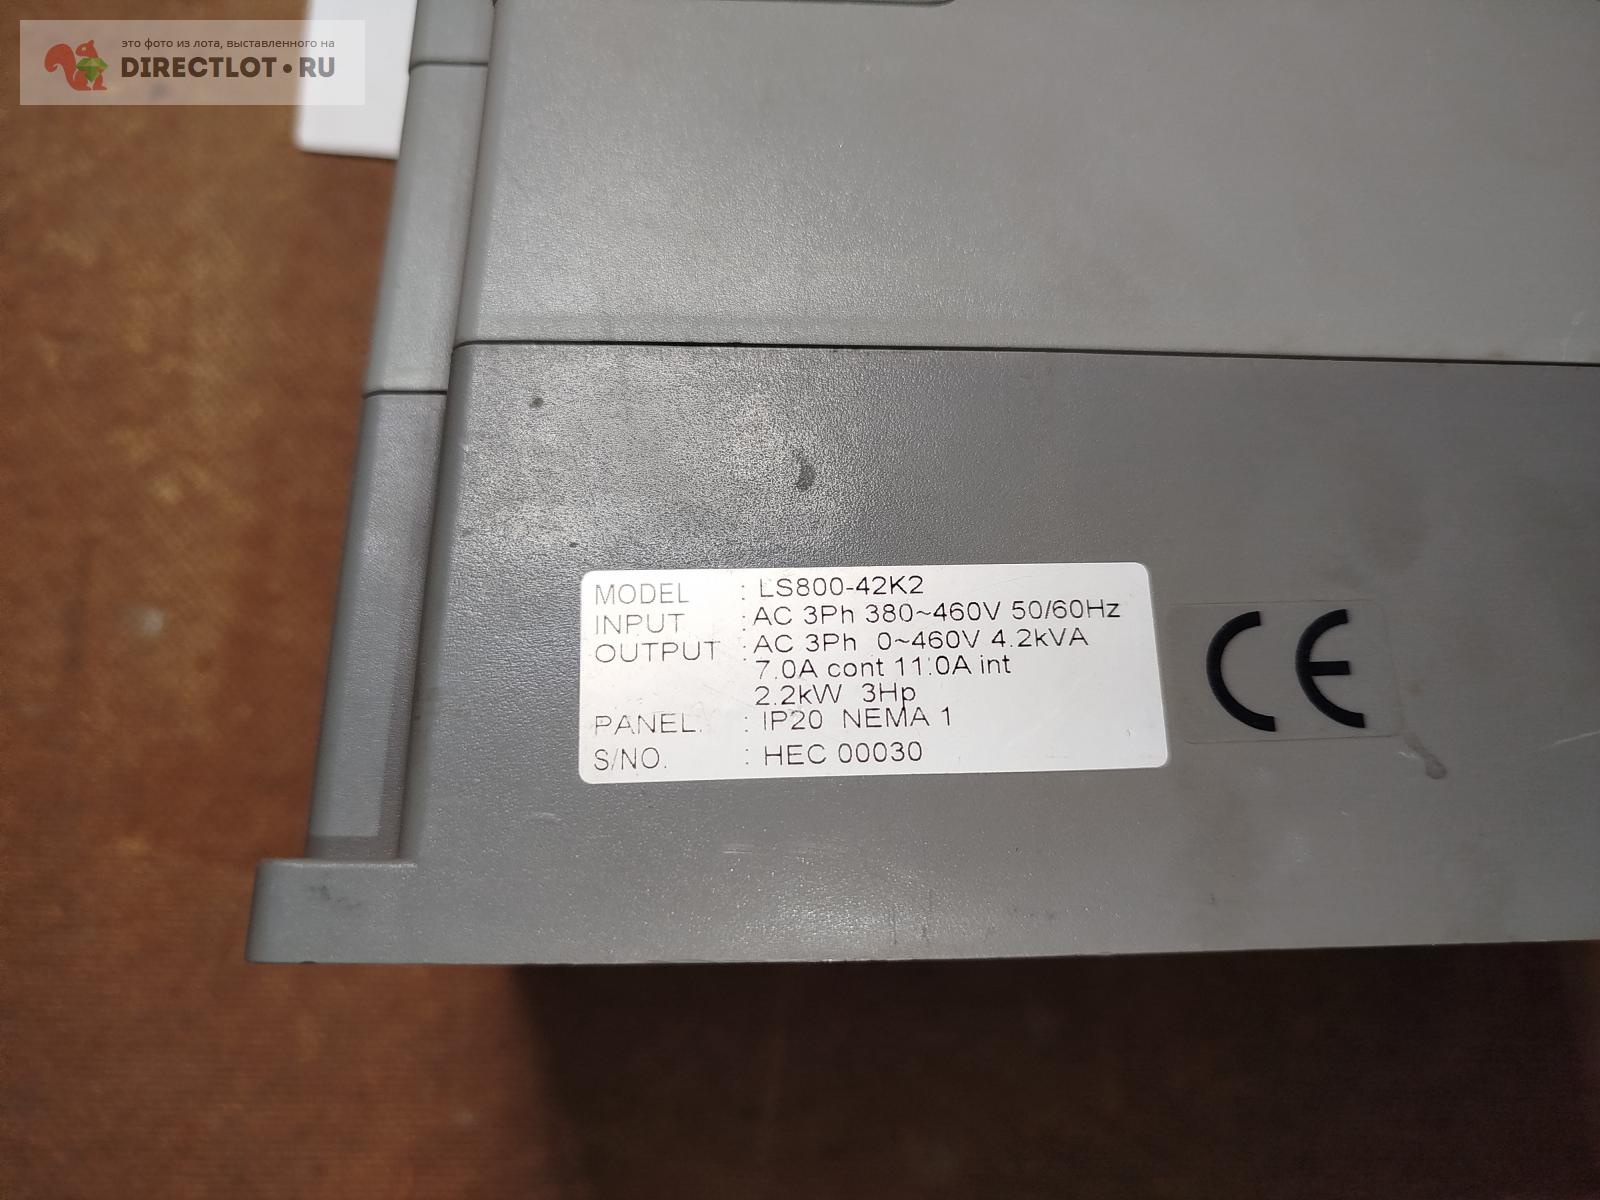 это фото из лота, выставленного на
DIRECTLOT•RU
MODEL : LS800-42K2
INPUT : AC 3Ph 380~460V 50/60Hz
OUTPUT : AC 3Ph 0~460V 4.2kVA
7.0A cont 11.0A int
2.2kW 3Hp
PANEL. : IP20 NEMA 1
S/NO. : HEC 00030
CE